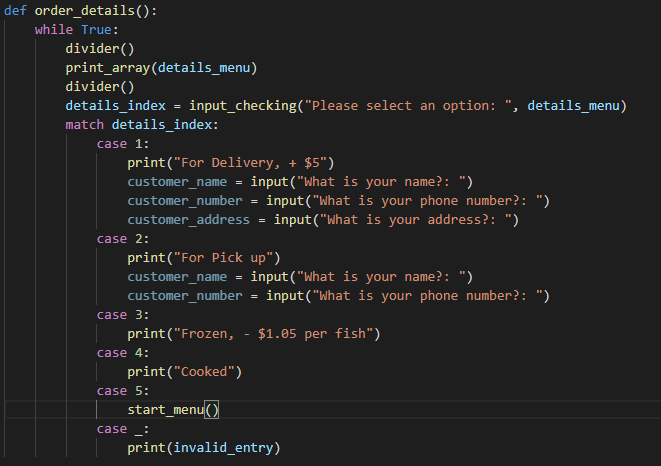 def order_details():
    while True:
        divider()
        print_array(details_menu)
        divider()
        details_index = input_checking("Please select an option: ", details_menu)
        match details_index:
            case 1:
                print("For Delivery, + $5")
                customer_name = input("What is your name?: ")
                customer_number = input("What is your phone number?: ")
                customer_address = input("What is your address?: ")
            case 2:
                print("For Pick up")
                customer_name = input("What is your name?: ")
                customer_number = input("What is your phone number?: ")
            case 3:
                print("Frozen, - $1.05 per fish")
            case 4:
                print("Cooked")
            case 5:
                start_menu()
            case _:
                print(invalid_entry)